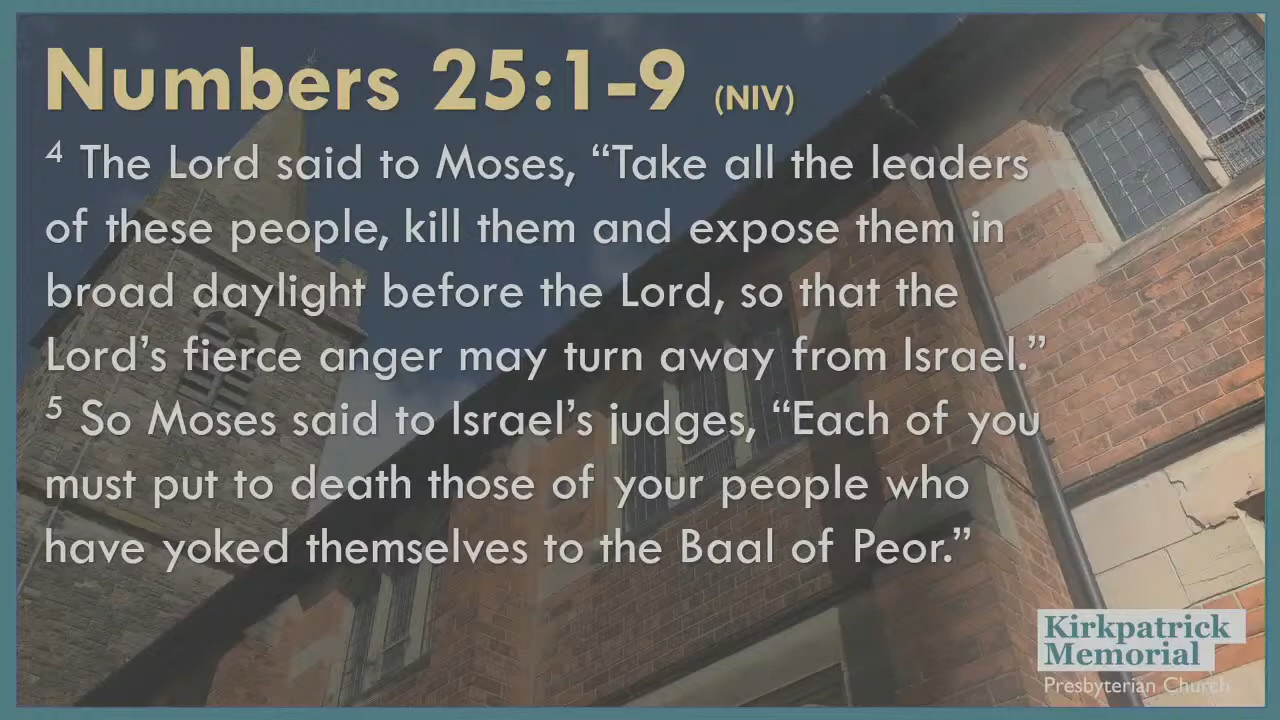 Numbers 25:1-9 (NIV)
4 The Lord said to Moses, “Take all the leaders
of these people, kill them and expose them in
broad daylight before the Lord, so that the
Lord’s fierce anger may turn away from Israel.”
5 So Moses said to Israel’s judges, “Each of you
must put to death those of your people who
have yoked themselves to the Baal of Peor.”
Kirkpatrick
Memorial
Presbyterian Church